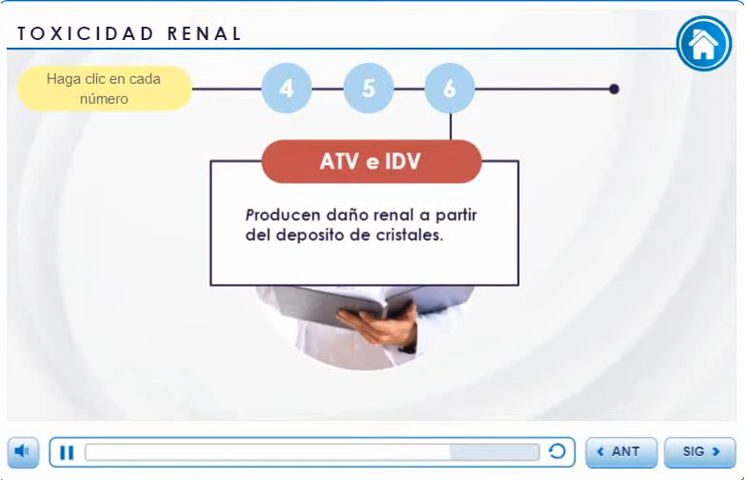 TOXICIDAD RENAL
Haga clic en cada
número
4
5
6
ATV e IDV
Producen daño renal a partir
del deposito de cristales.
ANT
SIG